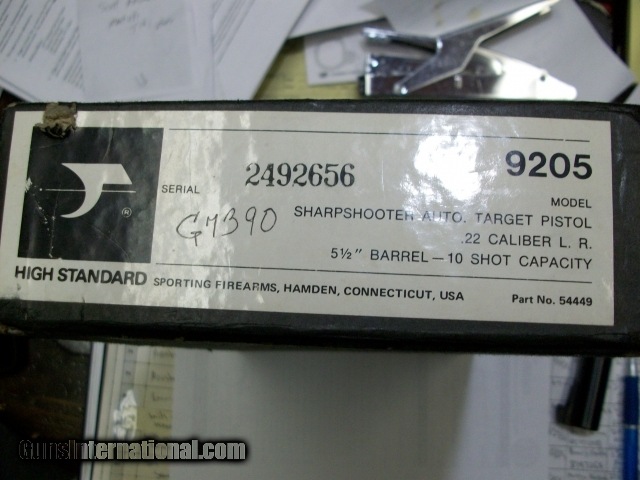 9205
SERIAL 2492656
MODEL
G4390 SHARPSHOOTER AUTO. TARGET PISTOL
.22 CALIBER L. R.
5½" BARREL — 10 SHOT CAPACITY
®
HIGH STANDARD SPORTING FIREARMS, HAMDEN, CONNECTICUT, USA Part No. 54449
GunsInternational.com